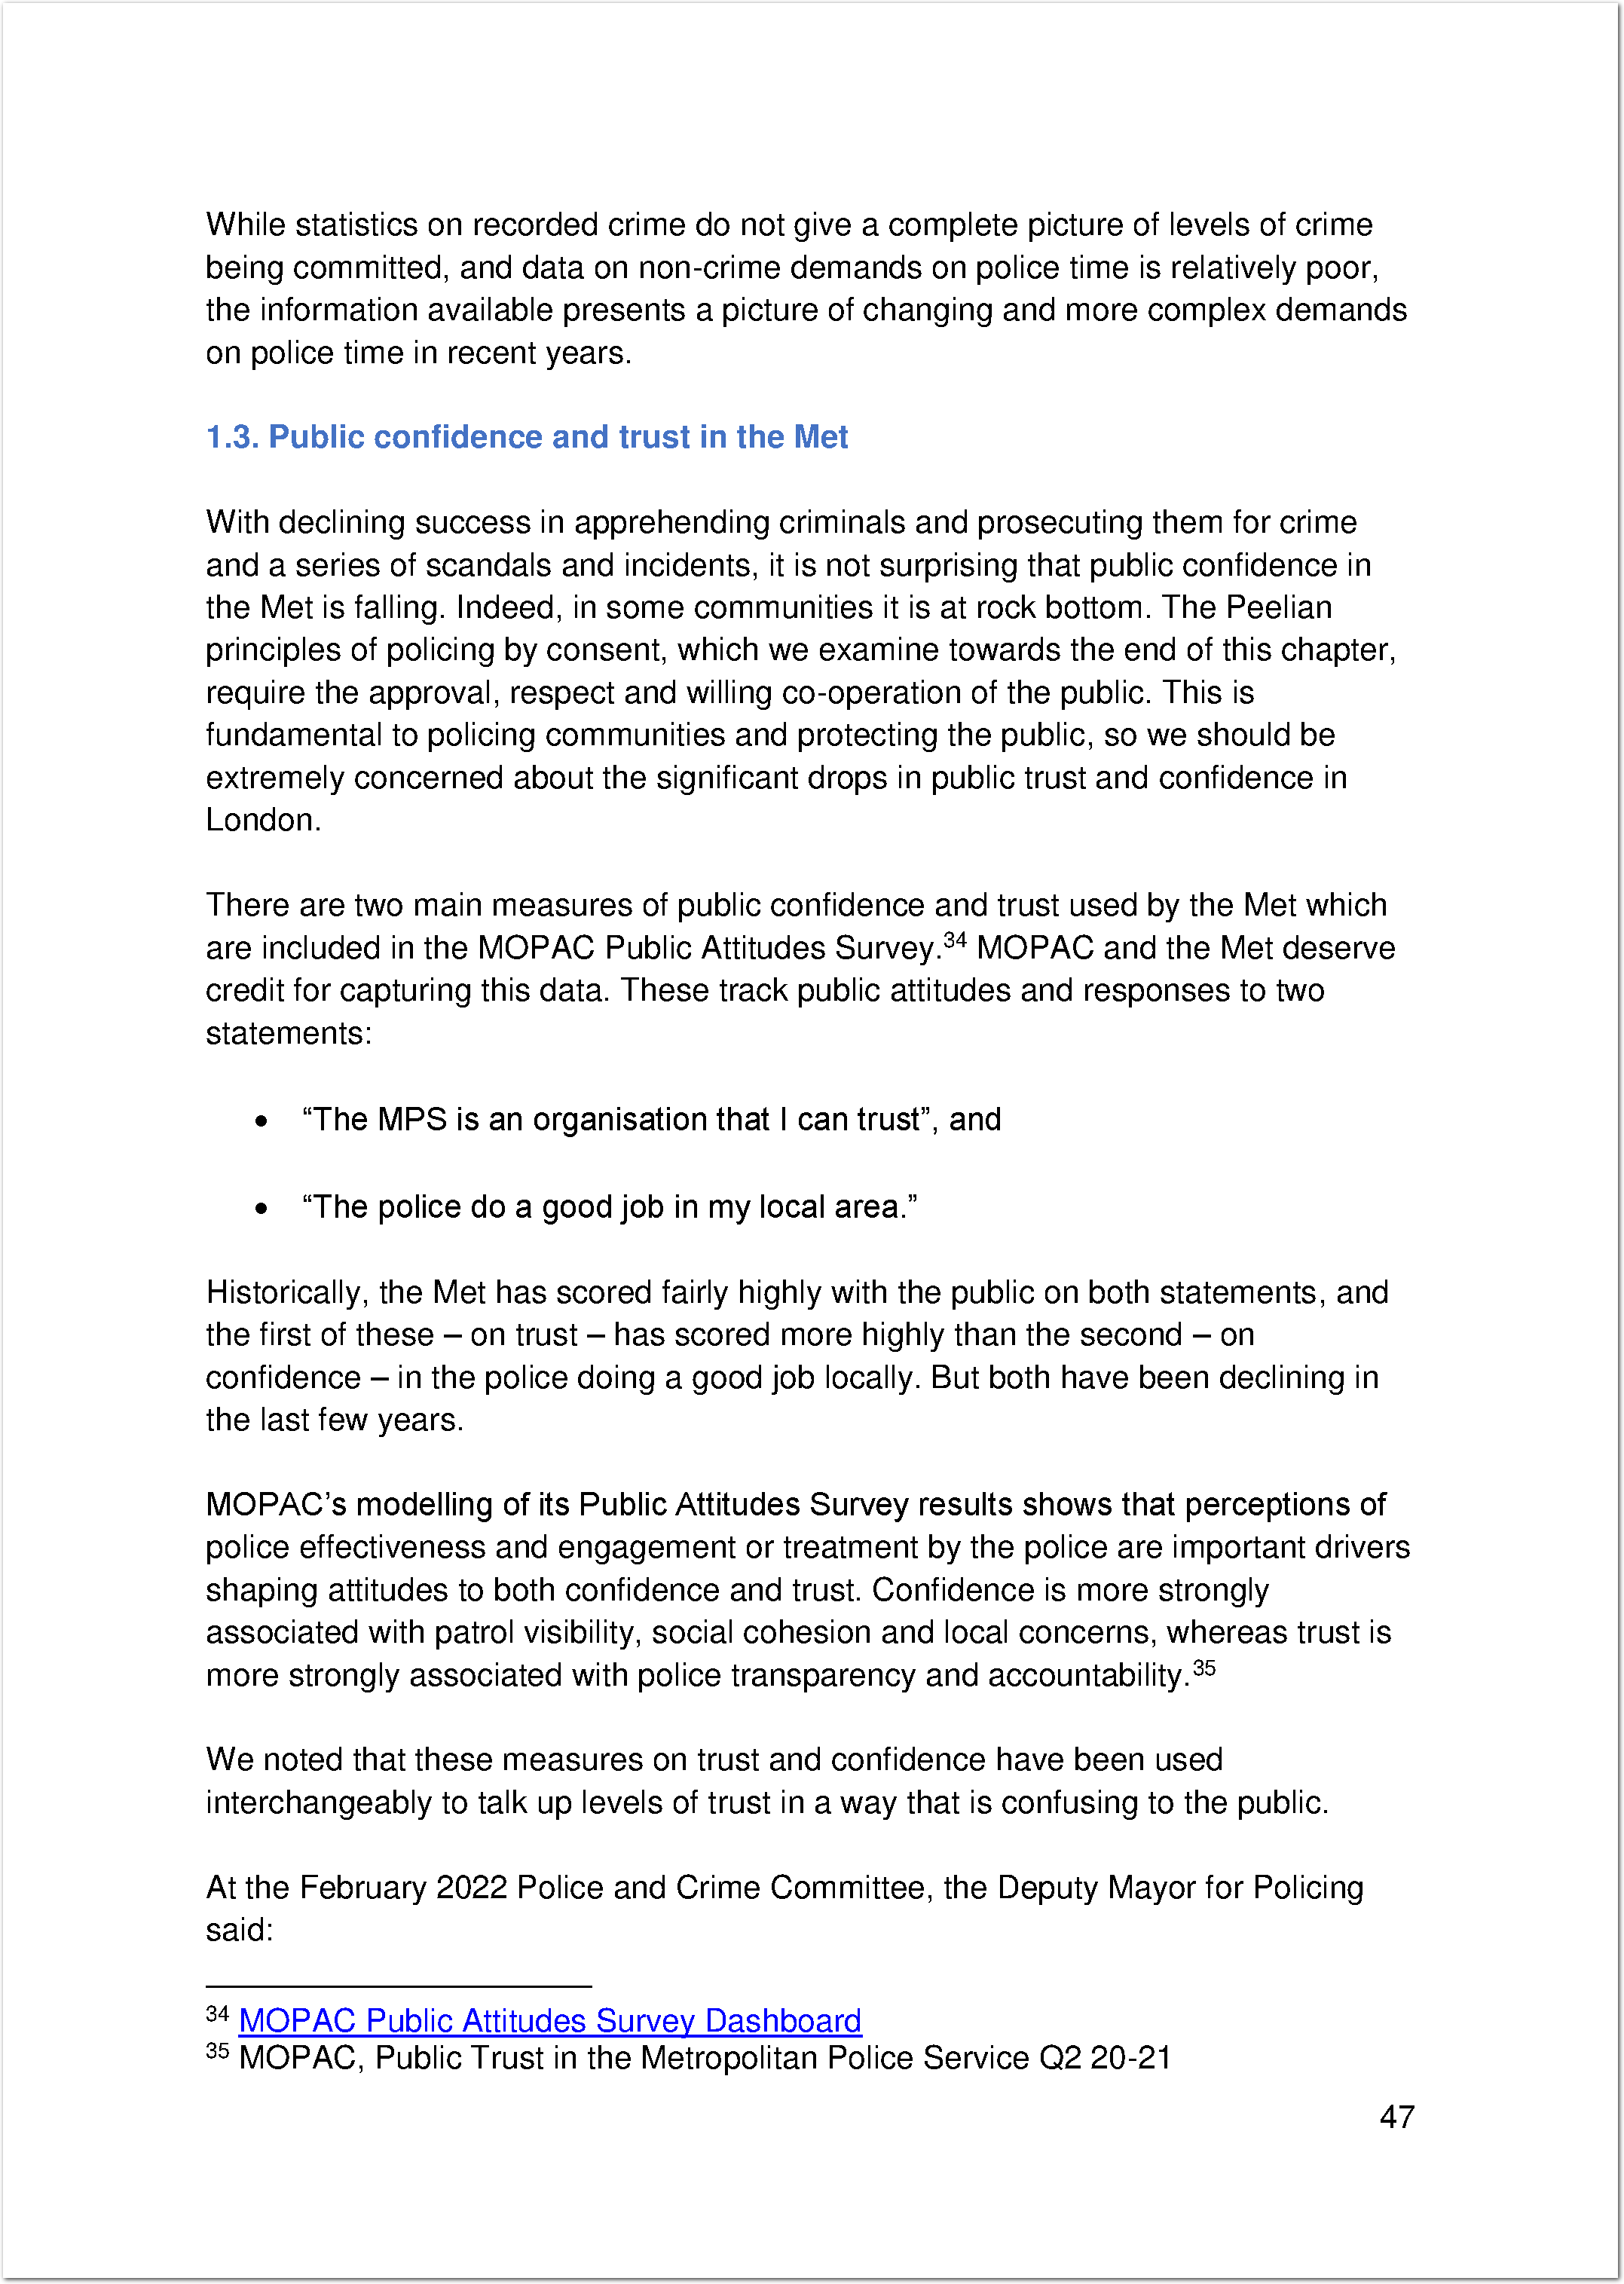 While statistics on recorded crime do not give a complete picture of levels of crime
being committed, and data on non-crime demands on police time is relatively poor,
the information available presents a picture of changing and more complex demands
on police time in recent years.
1.3. Public confidence and trust in the Met
With declining success in apprehending criminals and prosecuting them for crime
and a series of scandals and incidents, it is not surprising that public confidence in
the Met is falling. Indeed, in some communities it is at rock bottom. The Peelian
principles of policing by consent, which we examine towards the end of this chapter,
require the approval, respect and willing co-operation of the public. This is
fundamental to policing communities and protecting the public, so we should be
extremely concerned about the significant drops in public trust and confidence in
London.
There are two main measures of public confidence and trust used by the Met which
are included in the MOPAC Public Attitudes Survey.34 MOPAC and the Met deserve
credit for capturing this data. These track public attitudes and responses to two
statements:
• “The MPS is an organisation that I can trust”, and
• “The police do a good job in my local area.”
Historically, the Met has scored fairly highly with the public on both statements, and
the first of these – on trust – has scored more highly than the second – on
confidence – in the police doing a good job locally. But both have been declining in
the last few years.
MOPAC’s modelling of its Public Attitudes Survey results shows that perceptions of
police effectiveness and engagement or treatment by the police are important drivers
shaping attitudes to both confidence and trust. Confidence is more strongly
associated with patrol visibility, social cohesion and local concerns, whereas trust is
more strongly associated with police transparency and accountability.35
We noted that these measures on trust and confidence have been used
interchangeably to talk up levels of trust in a way that is confusing to the public.
At the February 2022 Police and Crime Committee, the Deputy Mayor for Policing
said:
34 MOPAC Public Attitudes Survey Dashboard
35 MOPAC, Public Trust in the Metropolitan Police Service Q2 20-21
47